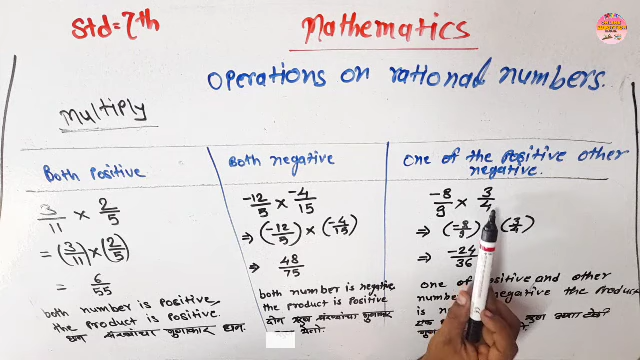 Std=7th
Mathematics
Operations on rational numbers.
Multiply
Both Positive
3/11 × 2/5
= (3/11) × (2/5)
= 6/55
both number is positive,
the product is positive.
Both negative
-12/5 × -4/15
⇒ (-12/5) × (-4/15)
⇒ 48/75
both number is negative
the product is positive.
One of the positive other
negative.
-8/9 × 3/4
⇒ (-8/9) (3/4)
⇒ -24/36
one of positive and other
number negative the Product
is